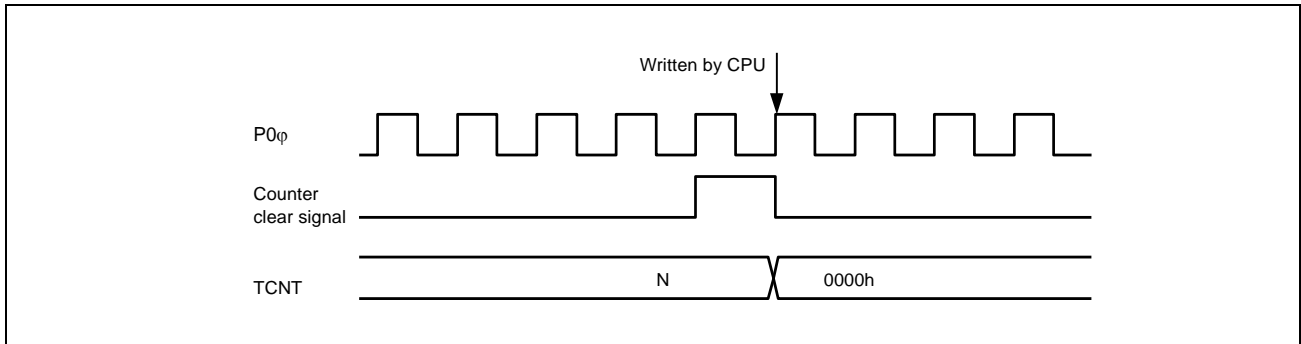 Written by CPU
P0φ
Counter
clear signal
TCNT
N
0000h